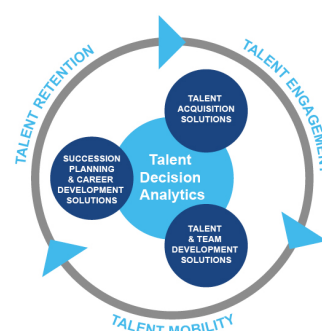 TALENT RETENTION
TALENT ENGAGEMENT
TALENT
ACQUISITION
SOLUTIONS
SUCCESSION
PLANNING
& CAREER
DEVELOPMENT
SOLUTIONS
Talent
Decision
Analytics
TALENT
& TEAM
DEVELOPMENT
SOLUTIONS
TALENT MOBILITY